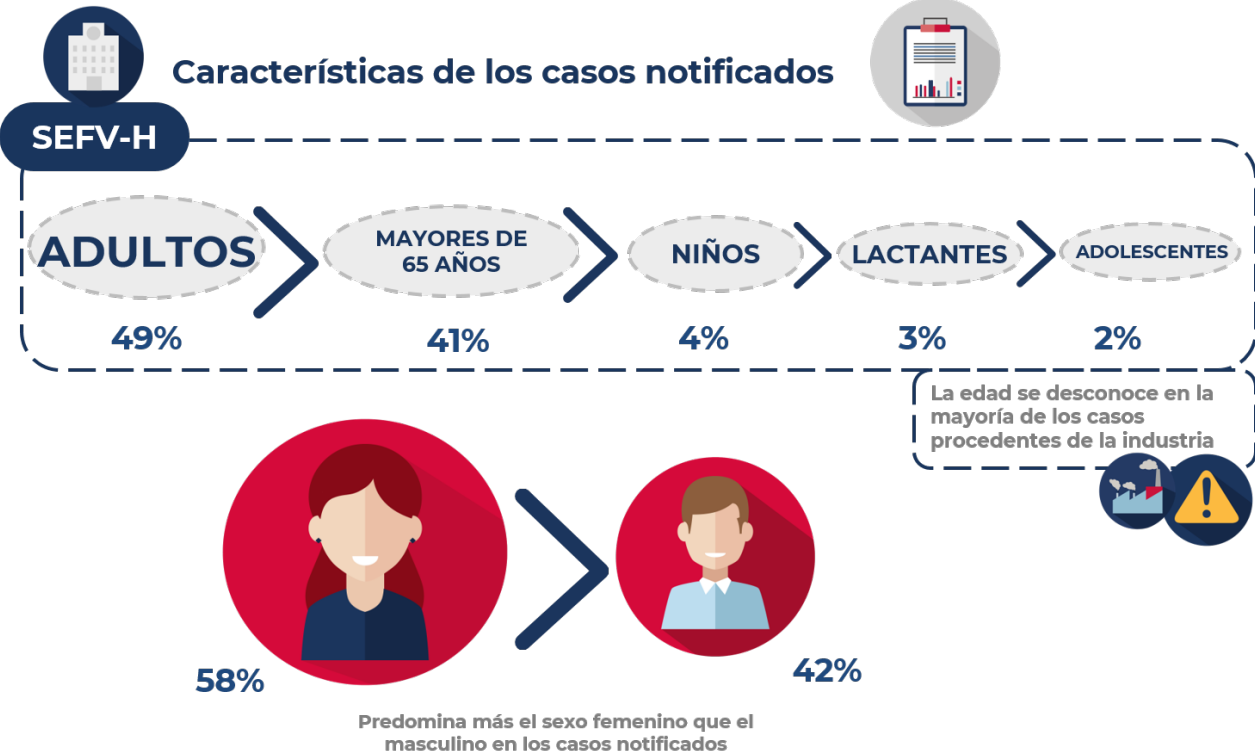 Características de los casos notificados
SEFV-H
ADULTOS
MAYORES DE
65 AÑOS
NIÑOS
LACTANTES
ADOLESCENTES
49%
41%
4%
3%
2%
La edad se desconoce en la
mayoría de los casos
procedentes de la industria
58%
42%
Predomina más el sexo femenino que el
masculino en los casos notificados